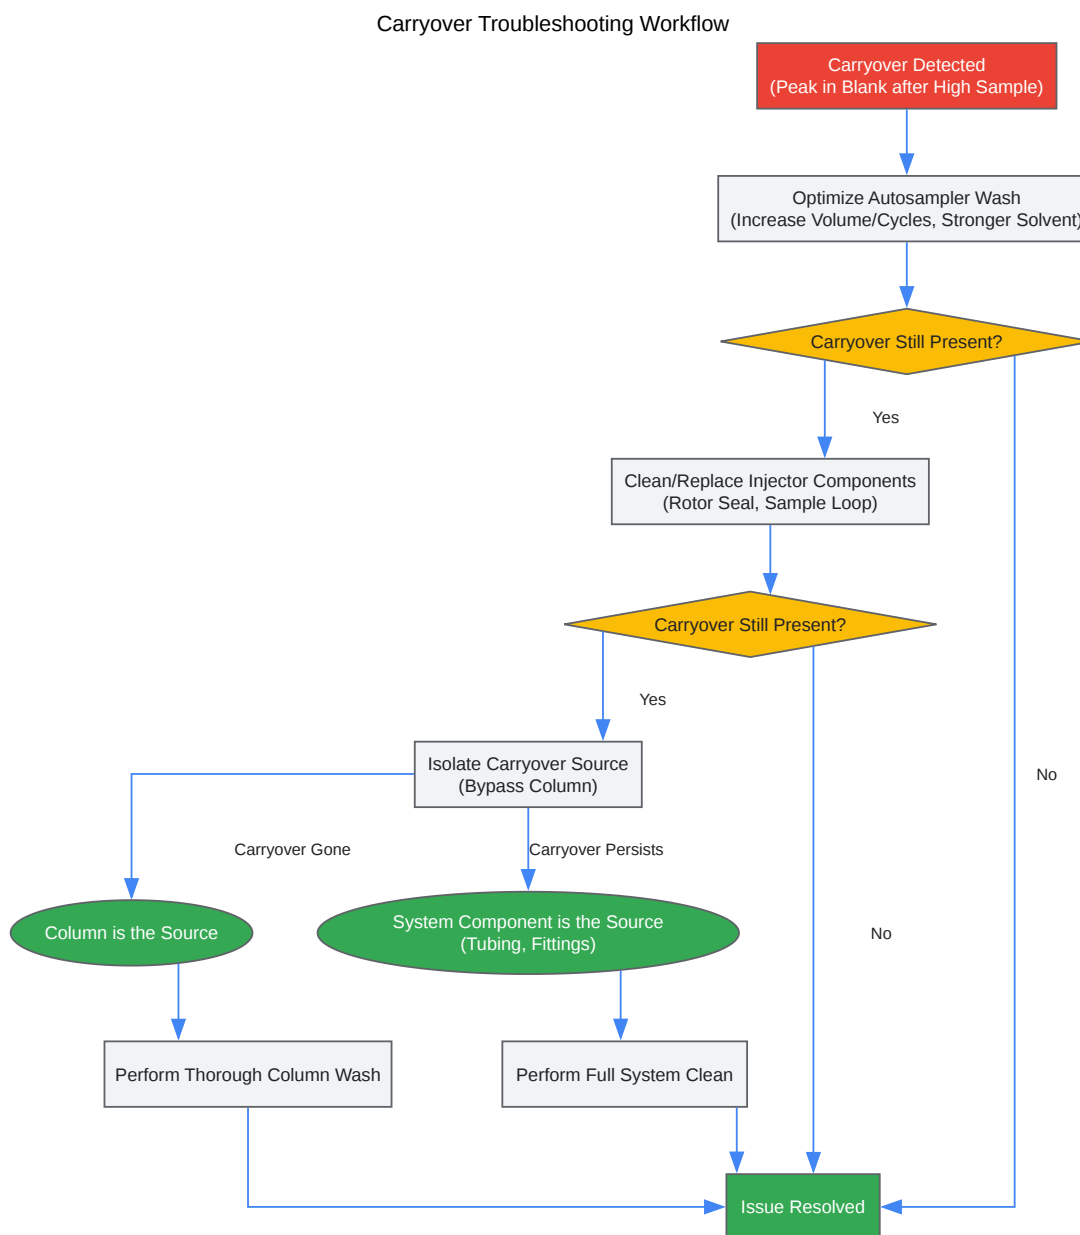 Carryover Troubleshooting Workflow
Carryover Detected
(Peak in Blank after High Sample)
Optimize Autosampler Wash
(Increase Volume/Cycles, Stronger Solvent)
Carryover Still Present?
Yes
Clean/Replace Injector Components
(Rotor Seal, Sample Loop)
Carryover Still Present?
Yes
Isolate Carryover Source
(Bypass Column)
No
Carryover Gone
Carryover Persists
Column is the Source
System Component is the Source
(Tubing, Fittings)
No
Perform Thorough Column Wash
Perform Full System Clean
Issue Resolved